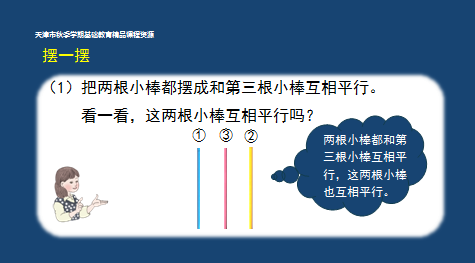 天津市秋季学期基础教育精品课程资源
摆一摆
（1）把两根小棒都摆成和第三根小棒互相平行。
看一看，这两根小棒互相平行吗？
① ③ ②
两根小棒都和第
三根小棒互相平
行，这两根小棒
也互相平行。